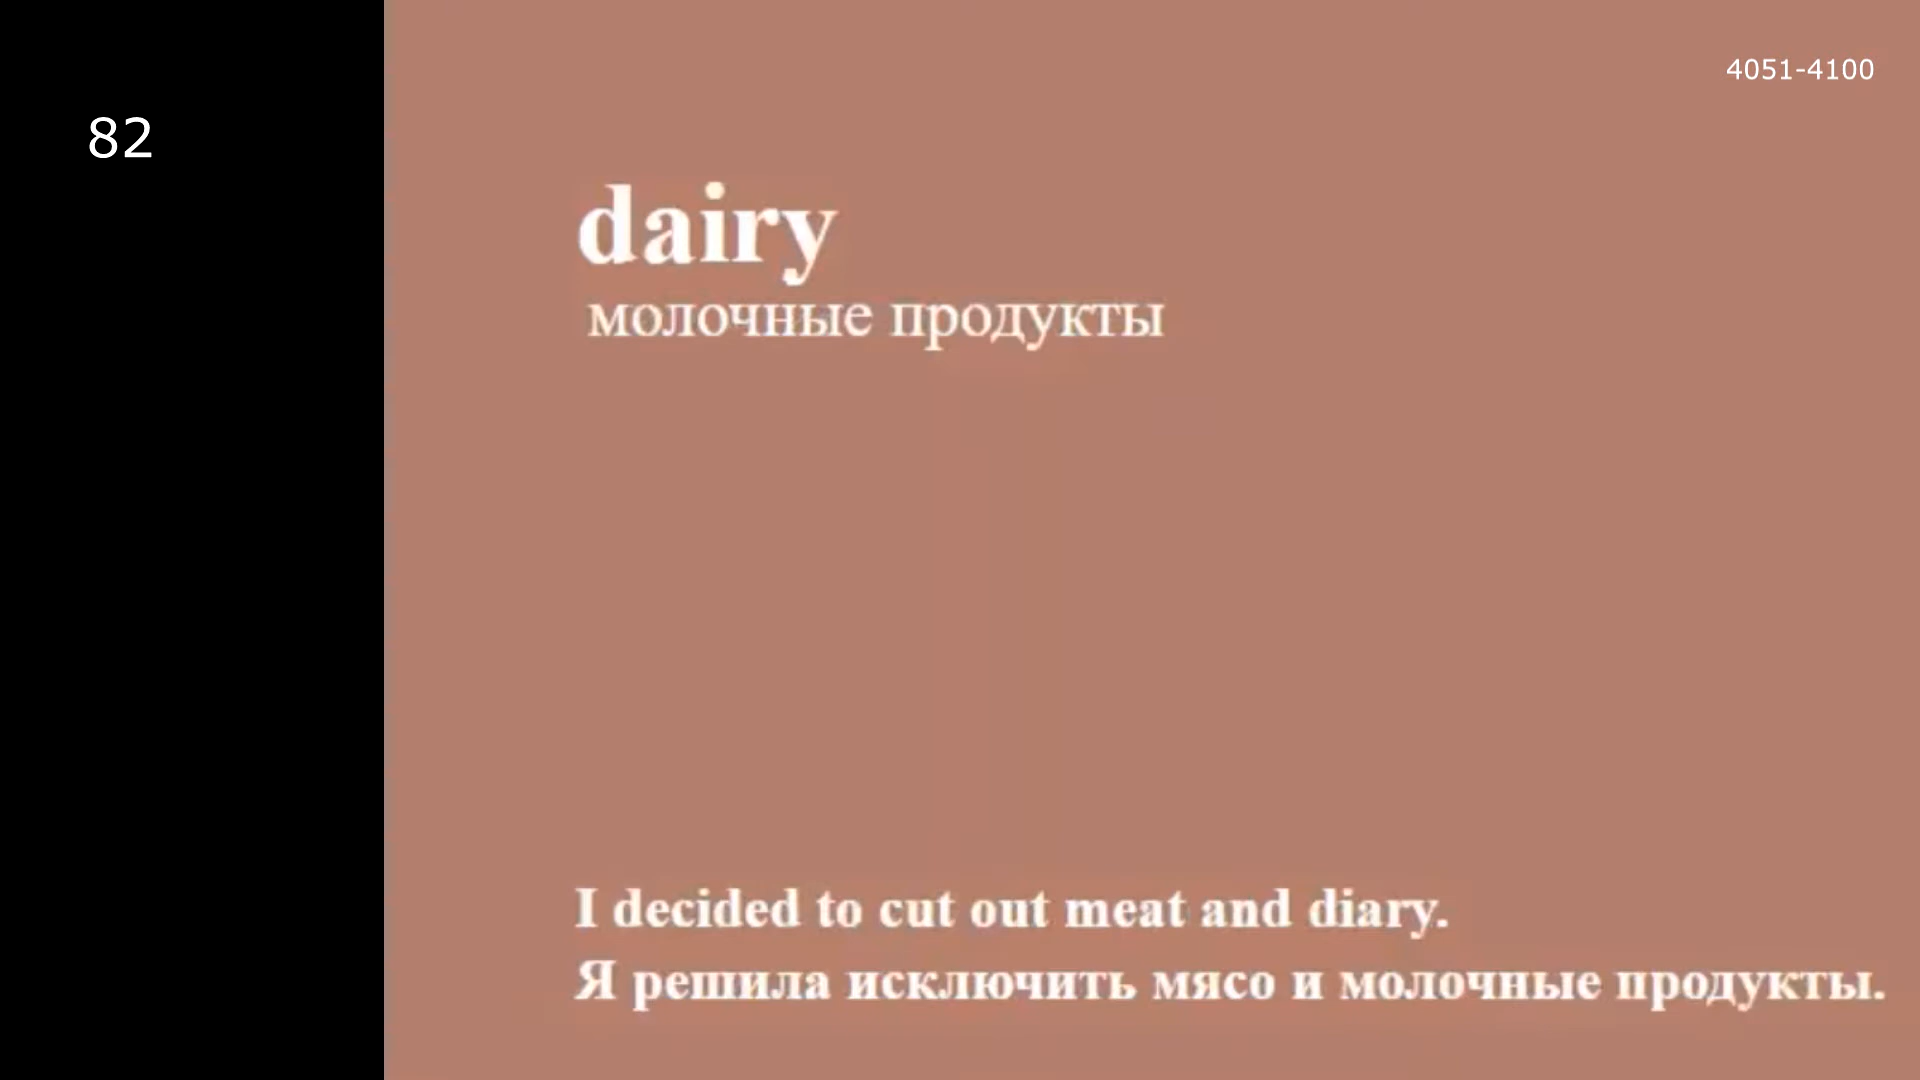 4051-4100
82
dairy
молочные продукты
I decided to cut out meat and diary.
Я решила исключить мясо и молочные продукты.